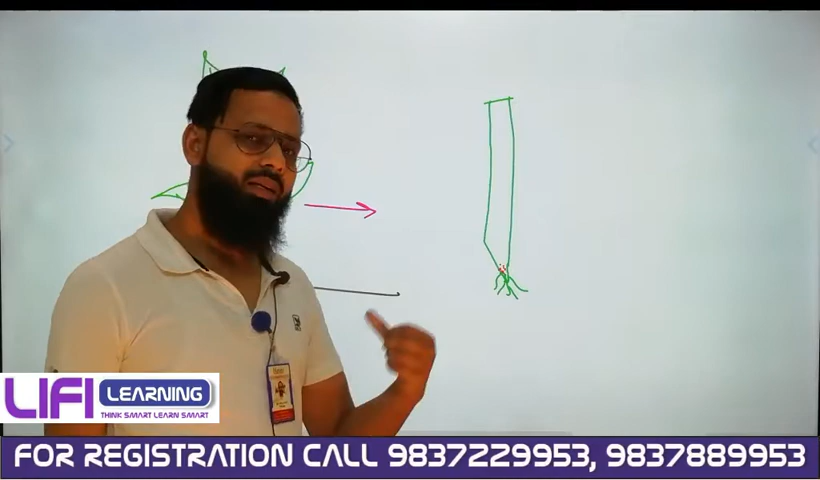 LIFI LEARNING
THINK SMART LEARN SMART
FOR REGISTRATION CALL 9837229953, 9837889953